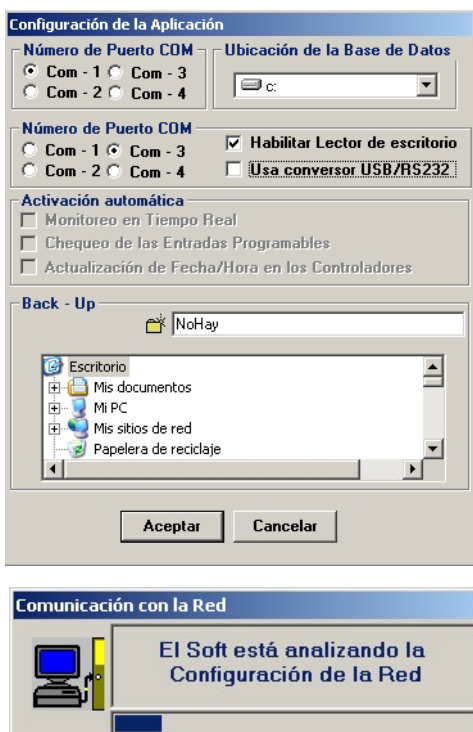 Configuración de la Aplicación
Número de Puerto COM
Ubicación de la Base de Datos
Com - 1 Com - 3
Com - 2 Com - 4
c:
Número de Puerto COM
Com - 1 Com - 3
Com - 2 Com - 4
Habilitar Lector de escritorio
Usa conversor USB/RS232
Activación automática
Monitoreo en Tiempo Real
Chequeo de las Entradas Programables
Actualización de Fecha/Hora en los Controladores
Back - Up
NoHay
Escritorio
Mis documentos
Mi PC
Mis sitios de red
Papelera de reciclaje
Aceptar Cancelar
Comunicación con la Red
El Soft está analizando la
Configuración de la Red